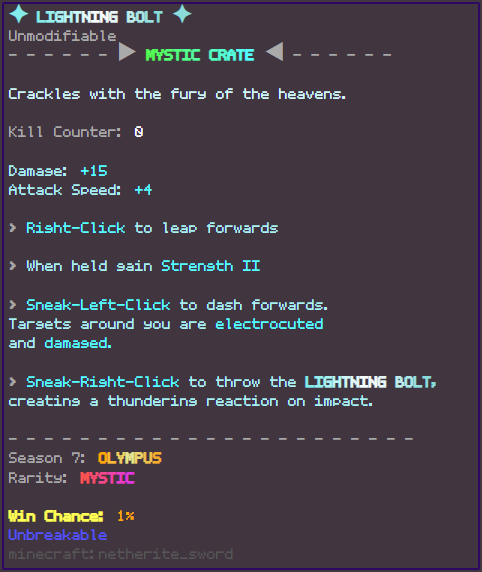 ✦ LIGHTNING BOLT ✦
Unmodifiable
- - - - - - ▶ MYSTIC CRATE ◀ - - - - - -
Crackles with the fury of the heavens.
Kill Counter: 0
Damage: +15
Attack Speed: +4
> Right-Click to leap forwards
> When held gain Strength II
> Sneak-Left-Click to dash forwards.
Targets around you are electrocuted
and damaged.
> Sneak-Right-Click to throw the LIGHTNING BOLT,
creating a thundering reaction on impact.
- - - - - - - - - - - - - - - - - - - - - - -
Season 7: OLYMPUS
Rarity: MYSTIC
Win Chance: 1%
Unbreakable
minecraft:netherite_sword